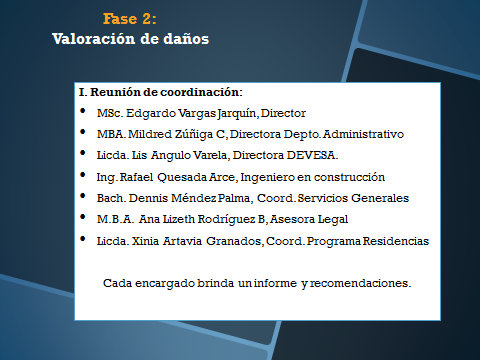 Fase 2:
Valoración de daños
I. Reunión de coordinación:
• MSc. Edgardo Vargas Jarquín, Director
• MBA. Mildred Zúñiga C, Directora Depto. Administrativo
• Licda. Lis Angulo Varela, Directora DEVESA.
• Ing. Rafael Quesada Arce, Ingeniero en construcción
• Bach. Dennis Méndez Palma, Coord. Servicios Generales
• M.B.A. Ana Lizeth Rodríguez B, Asesora Legal
• Licda. Xinia Artavia Granados, Coord. Programa Residencias
Cada encargado brinda un informe y recomendaciones.